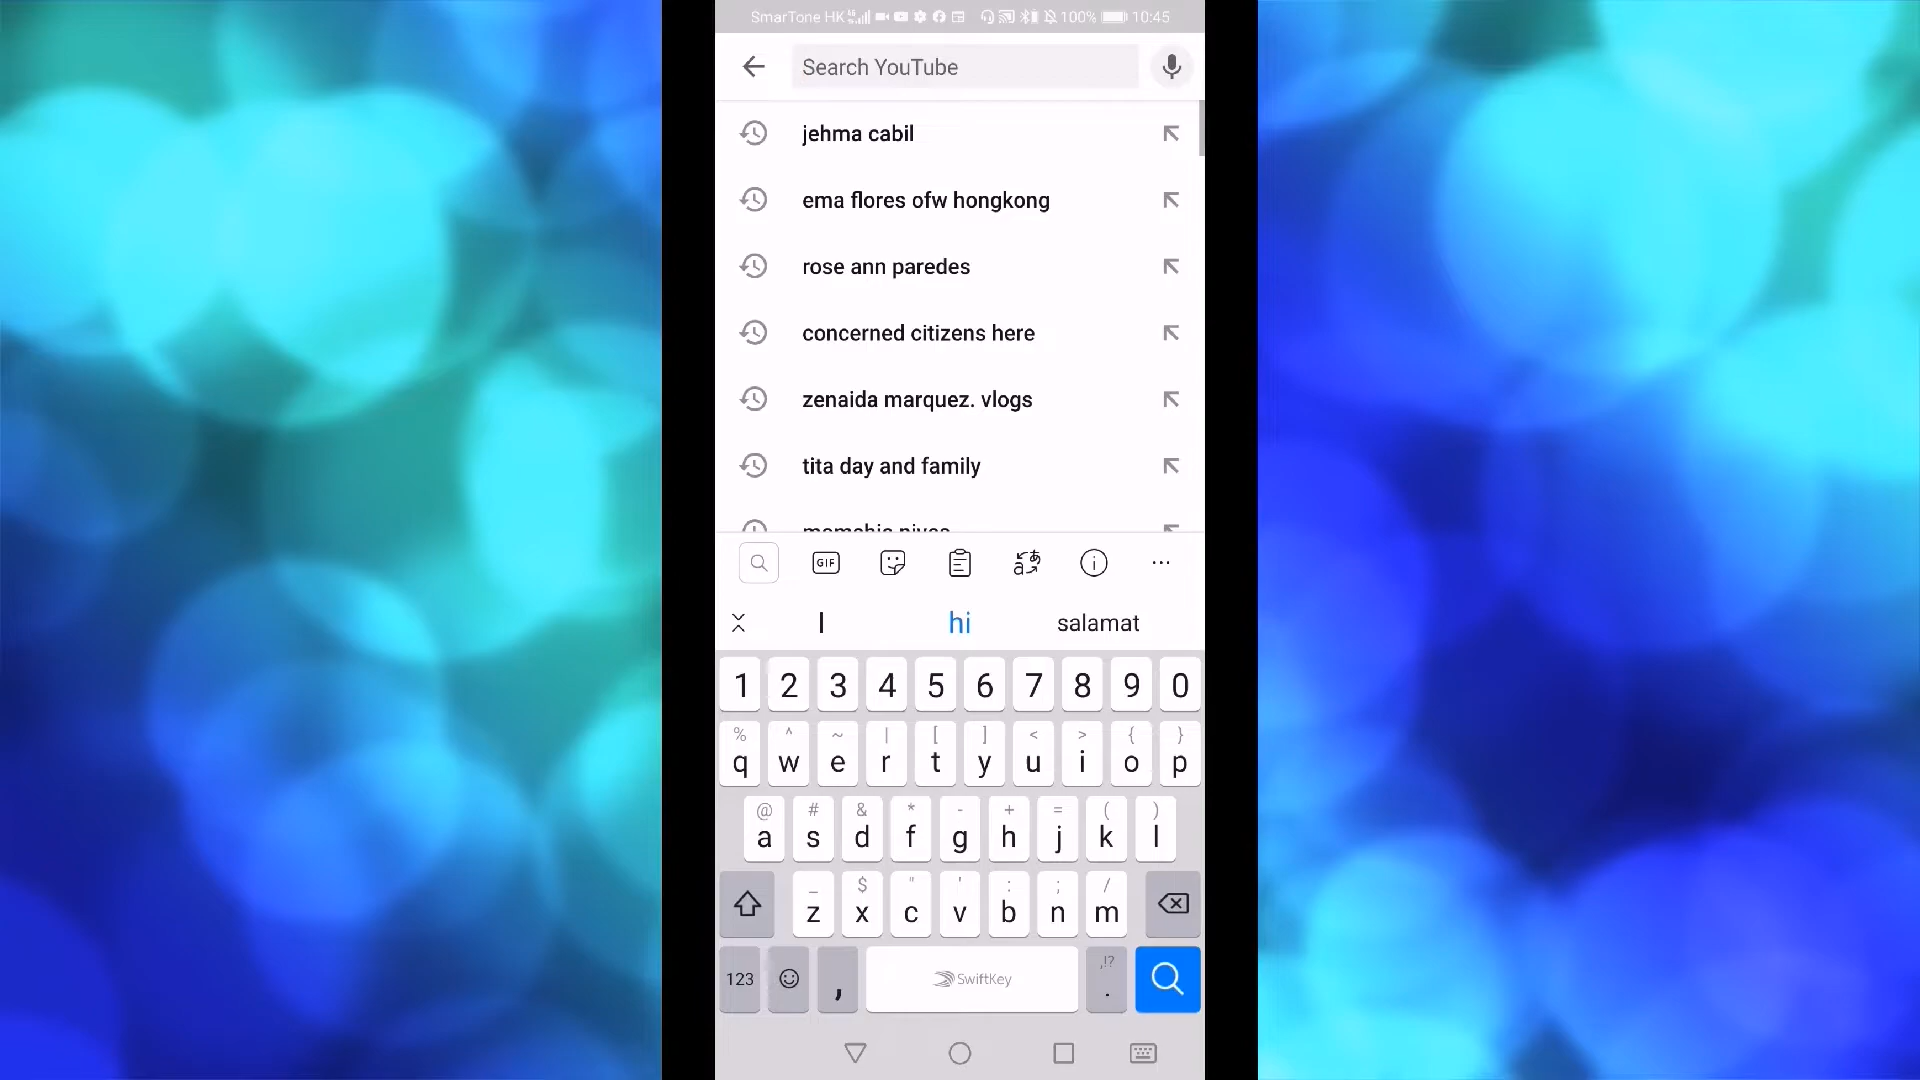 SmarTone HK 100% 10:45
Search YouTube
jehma cabil
ema flores ofw hongkong
rose ann paredes
concerned citizens here
zenaida marquez. vlogs
tita day and family
GIF
I hi salamat
1 2 3 4 5 6 7 8 9 0
% ^ ~ | [ ] < > { }
q w e r t y u i o p
@ # & * - + = ( )
a s d f g h j k l
_ $ " ' : ; /
z x c v b n m
123 , SwiftKey ,!? .